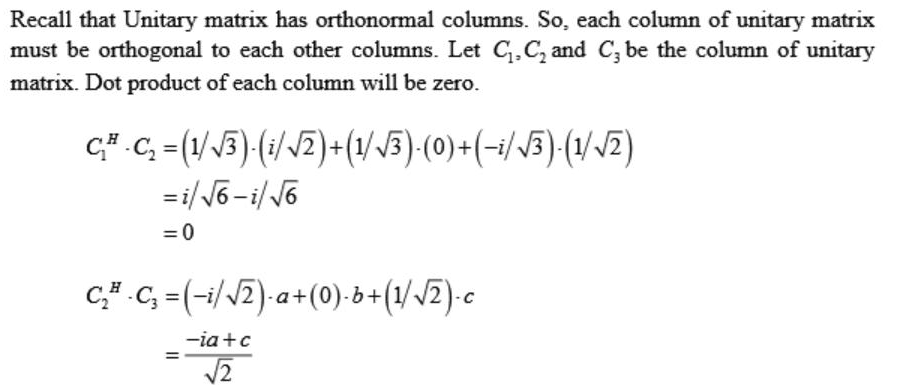 Recall that Unitary matrix has orthonormal columns. So, each column of unitary matrix
must be orthogonal to each other columns. Let C₁,C₂ and C₃ be the column of unitary
matrix. Dot product of each column will be zero.
C₁ᴴ·C₂ =(1/√3)·(i/√2)+(1/√3)·(0)+(−i/√3)·(1/√2)
=i/√6−i/√6
=0
C₂ᴴ·C₃ =(−i/√2)·a+(0)·b+(1/√2)·c
=(−ia+c)/√2